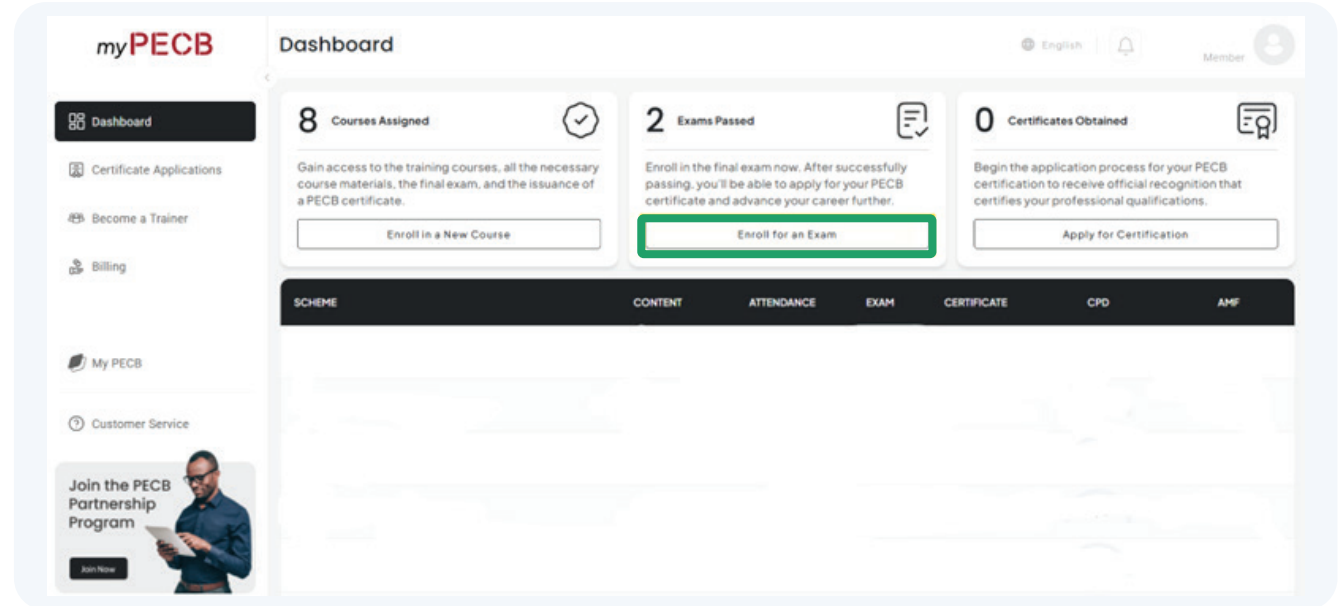 myPECB
Dashboard
English
Member
Dashboard
Certificate Applications
Become a Trainer
Billing
My PECB
Customer Service
Join the PECB
Partnership
Program
Join Now
8 Courses Assigned
Gain access to the training courses, all the necessary
course materials, the final exam, and the issuance of
a PECB certificate.
Enroll in a New Course
2 Exams Passed
Enroll in the final exam now. After successfully
passing, you'll be able to apply for your PECB
certificate and advance your career further.
Enroll for an Exam
0 Certificates Obtained
Begin the application process for your PECB
certification to receive official recognition that
certifies your professional qualifications.
Apply for Certification
SCHEME CONTENT ATTENDANCE EXAM CERTIFICATE CPD AMF